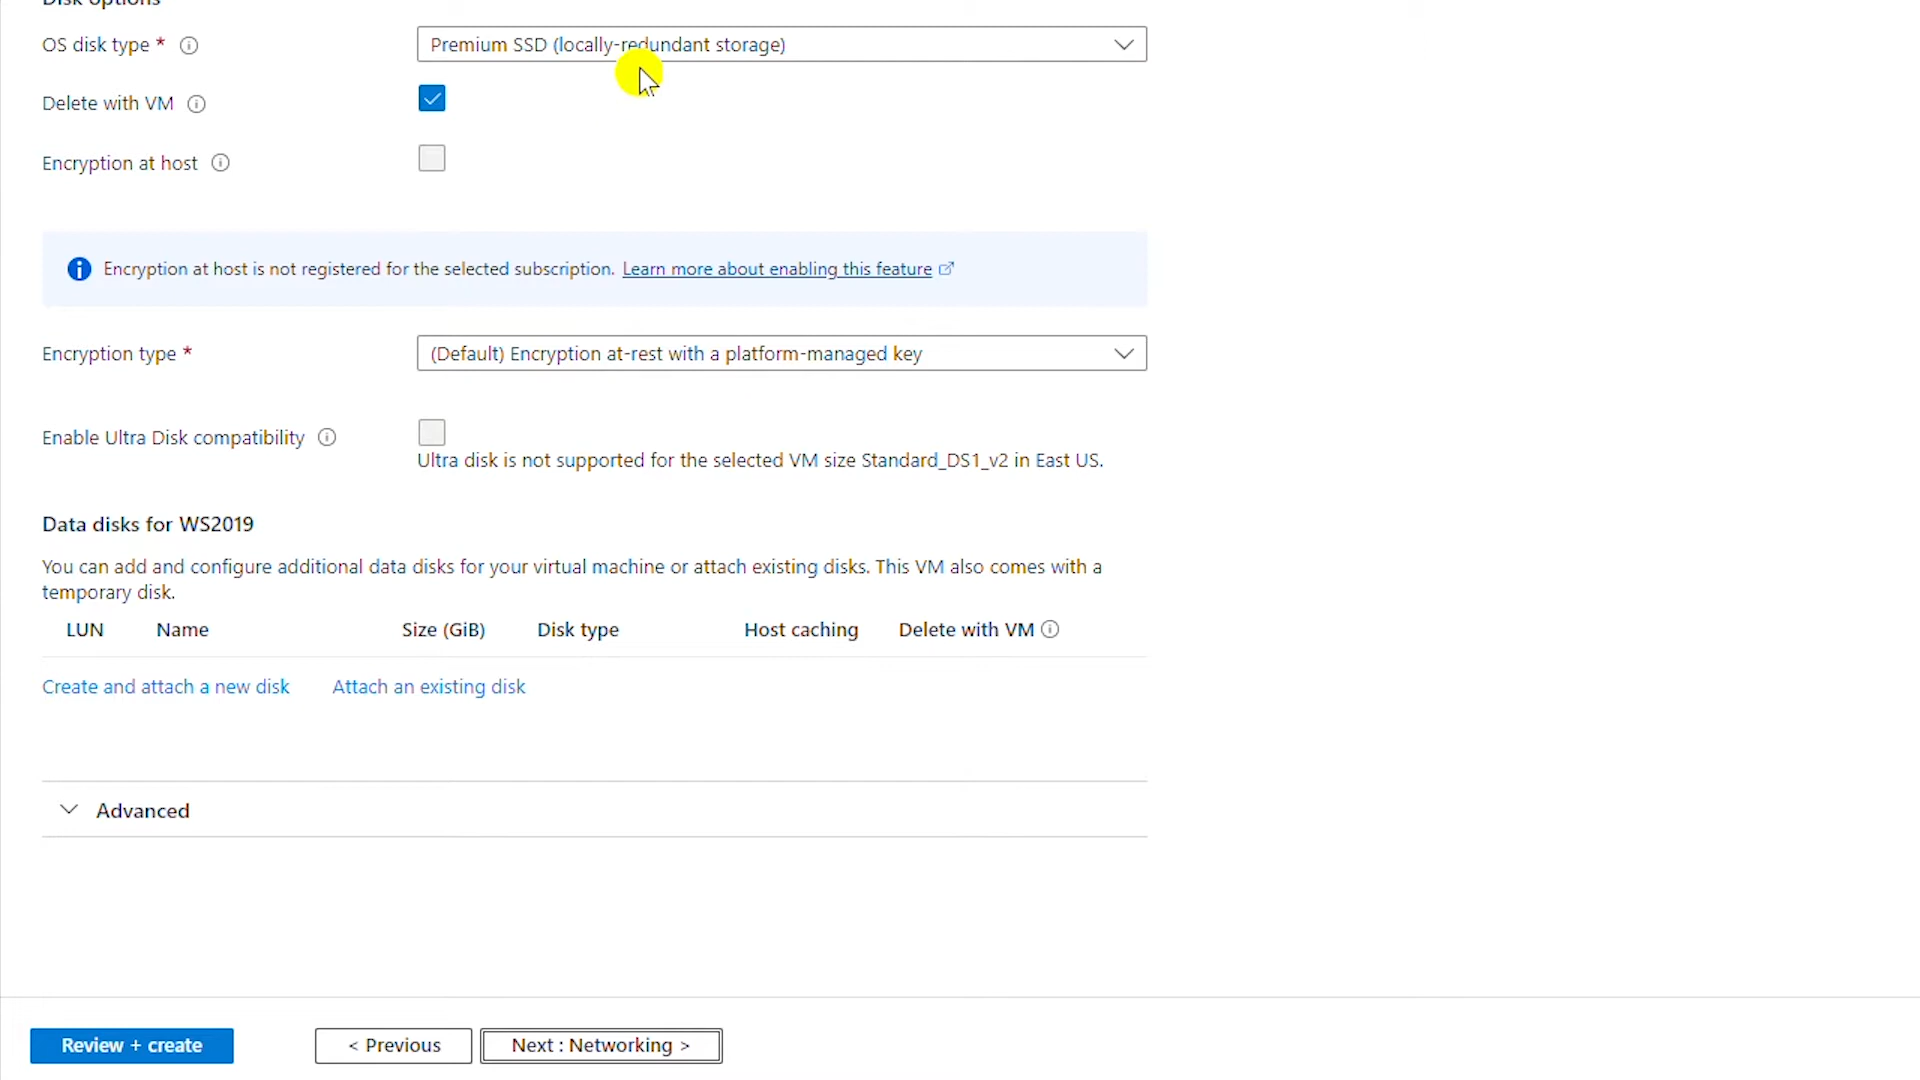 Disk options
OS disk type *
Premium SSD (locally-redundant storage)
Delete with VM
Encryption at host
Encryption at host is not registered for the selected subscription. Learn more about enabling this feature
Encryption type *
(Default) Encryption at-rest with a platform-managed key
Enable Ultra Disk compatibility
Ultra disk is not supported for the selected VM size Standard_DS1_v2 in East US.
Data disks for WS2019
You can add and configure additional data disks for your virtual machine or attach existing disks. This VM also comes with a
temporary disk.
LUN Name Size (GiB) Disk type Host caching Delete with VM
Create and attach a new disk Attach an existing disk
Advanced
Review + create < Previous Next : Networking >